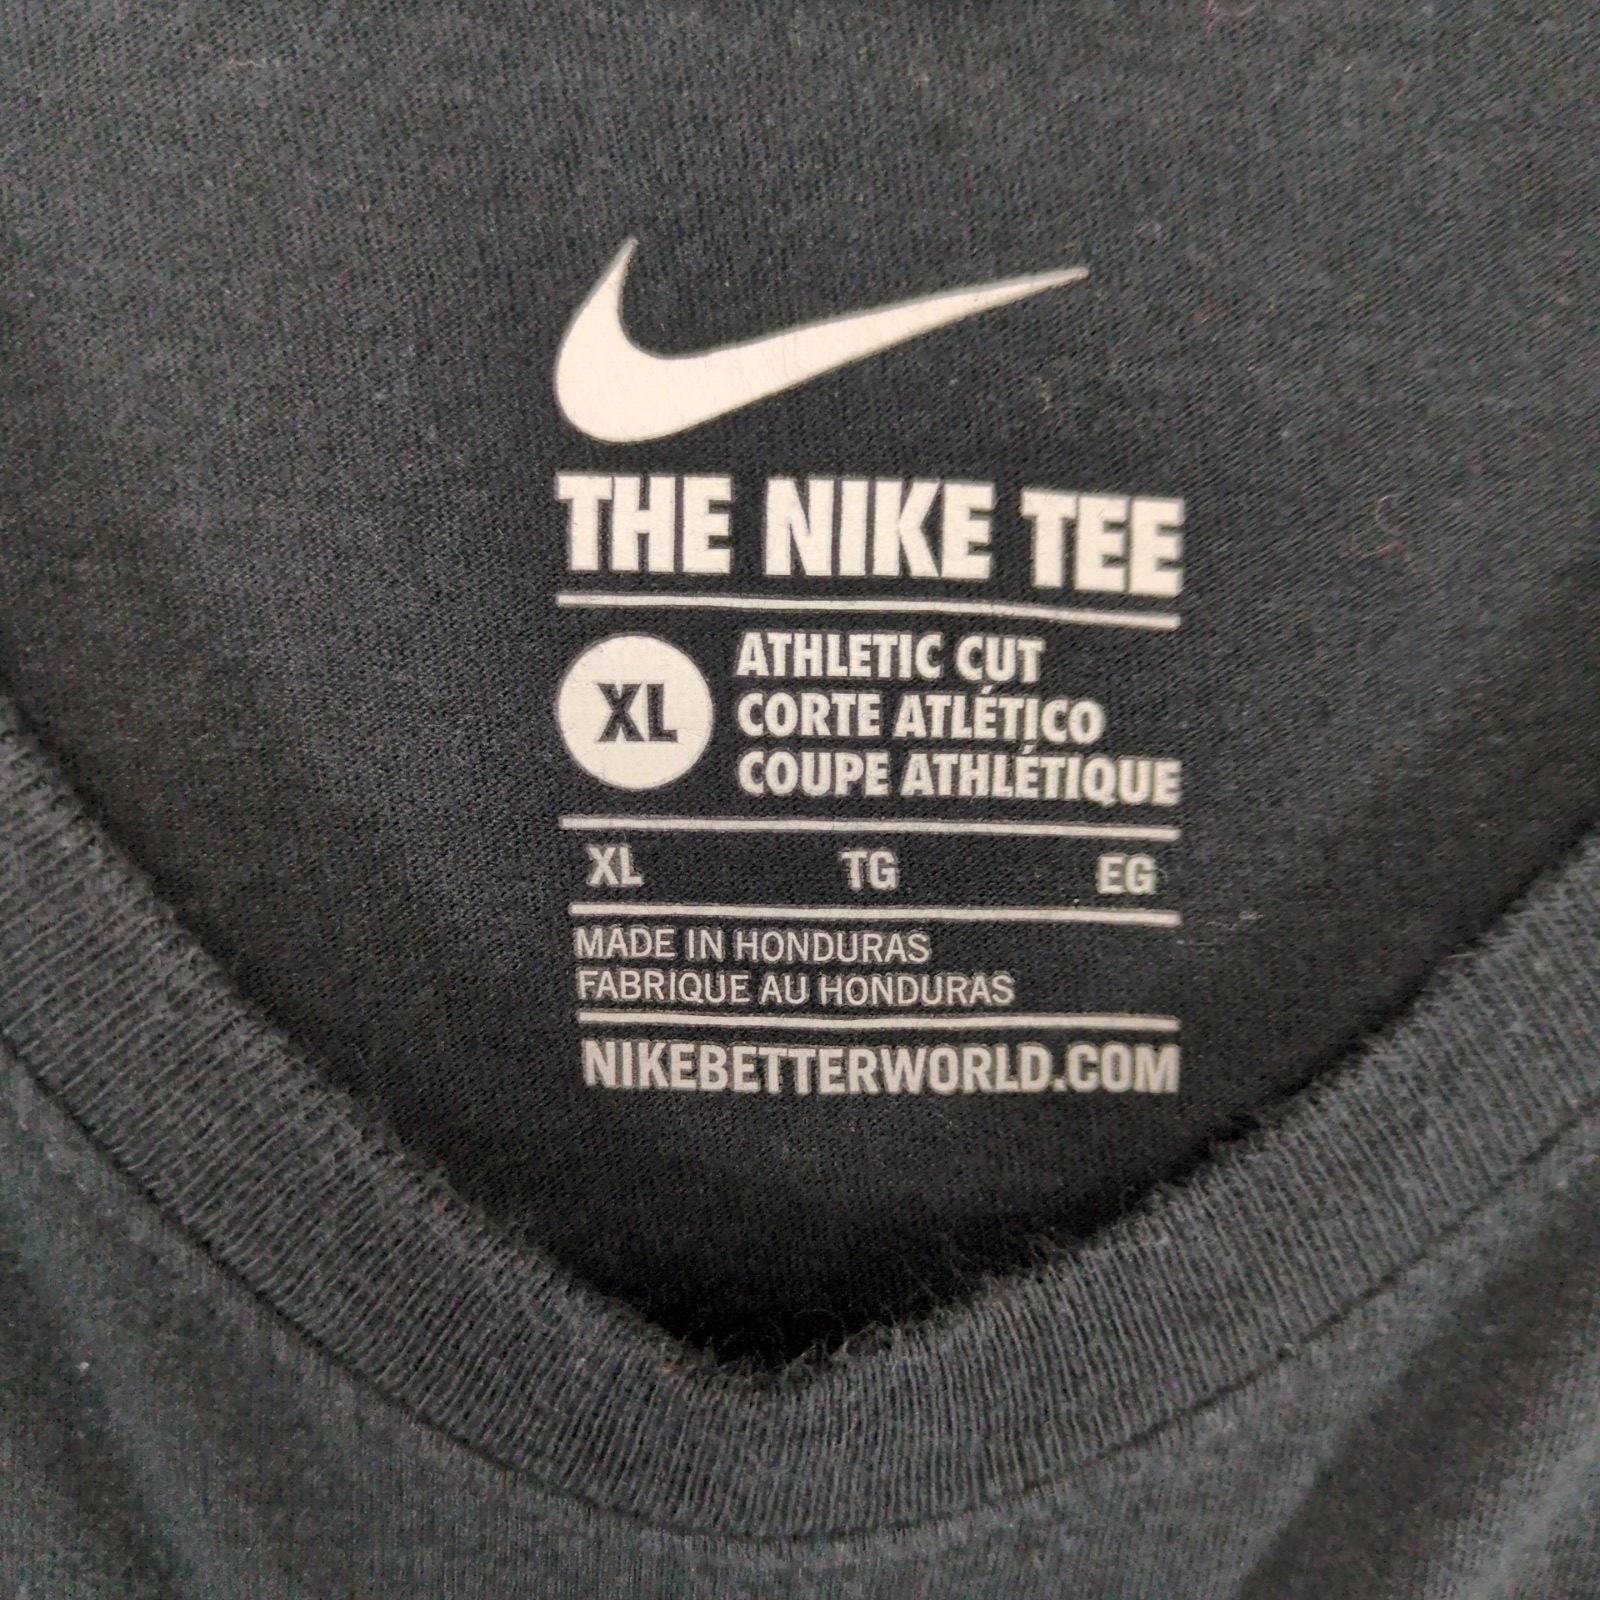 THE NIKE TEE
XL
ATHLETIC CUT
CORTE ATLÉTICO
COUPE ATHLÉTIQUE
XL TG EG
MADE IN HONDURAS
FABRIQUE AU HONDURAS
NIKEBETTERWORLD.COM